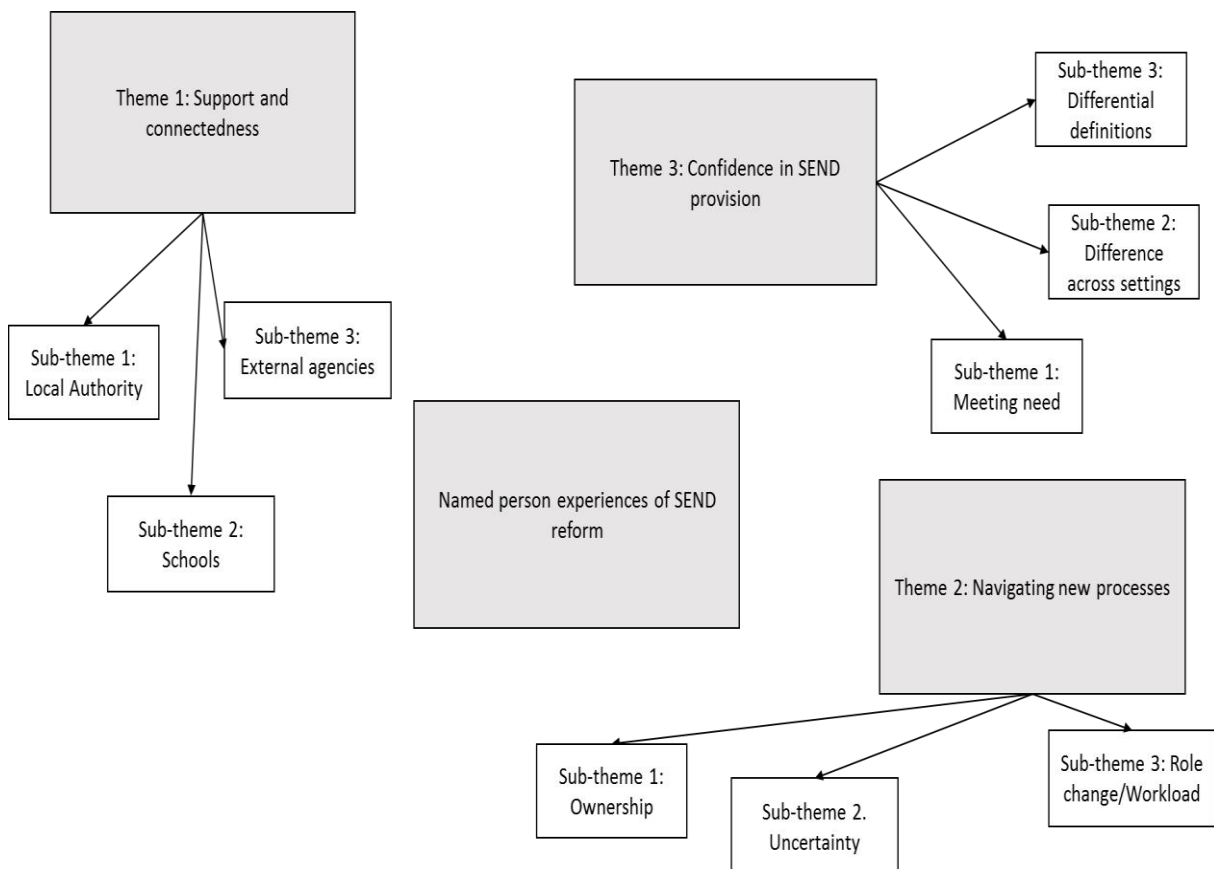 Theme 1: Support and
connectedness
Sub-theme 1:
Local Authority
Sub-theme 3:
External agencies
Sub-theme 2:
Schools
Theme 3: Confidence in SEND
provision
Sub-theme 3:
Differential
definitions
Sub-theme 2:
Difference
across settings
Sub-theme 1:
Meeting need
Named person experiences of SEND
reform
Theme 2: Navigating new processes
Sub-theme 1:
Ownership
Sub-theme 2.
Uncertainty
Sub-theme 3: Role
change/Workload